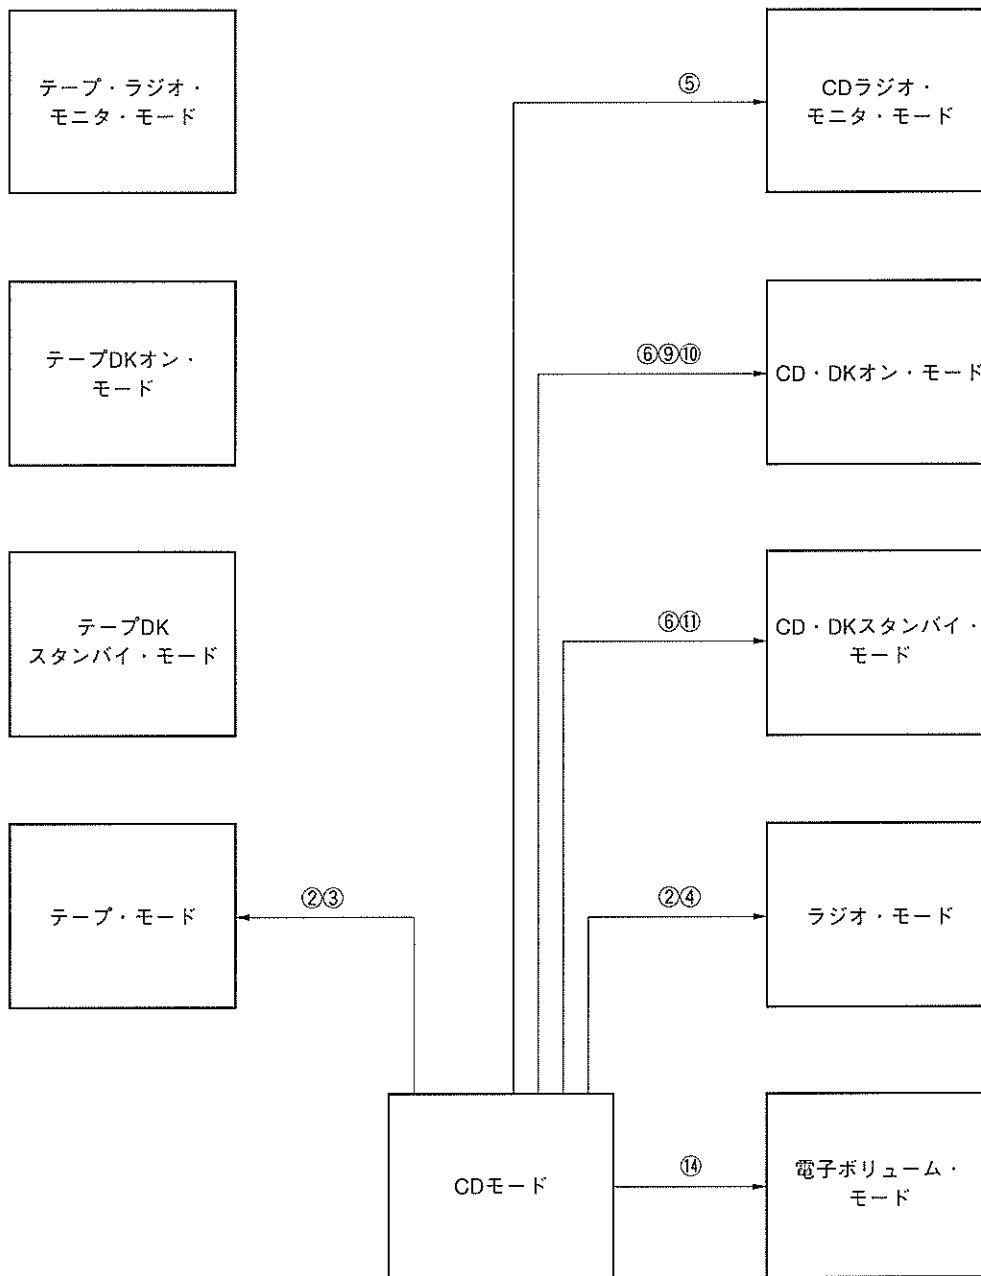 テープ・ラジオ・
モニタ・モード
⑤
CDラジオ・
モニタ・モード
テープDKオン・
モード
⑥⑨⑩
CD・DKオン・モード
テープDK
スタンバイ・モード
⑥⑪
CD・DKスタンバイ・
モード
テープ・モード
②③
②④
ラジオ・モード
CDモード
⑭
電子ボリューム・
モード